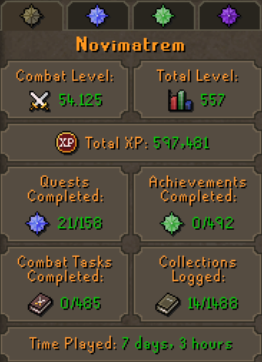 Novimatrem
Combat Level: Total Level:
54.125 557
XP Total XP: 597,481
Quests Completed: Achievements Completed:
21/158 0/492
Combat Tasks Completed: Collections Logged:
0/485 14/1488
Time Played: 7 days, 3 hours